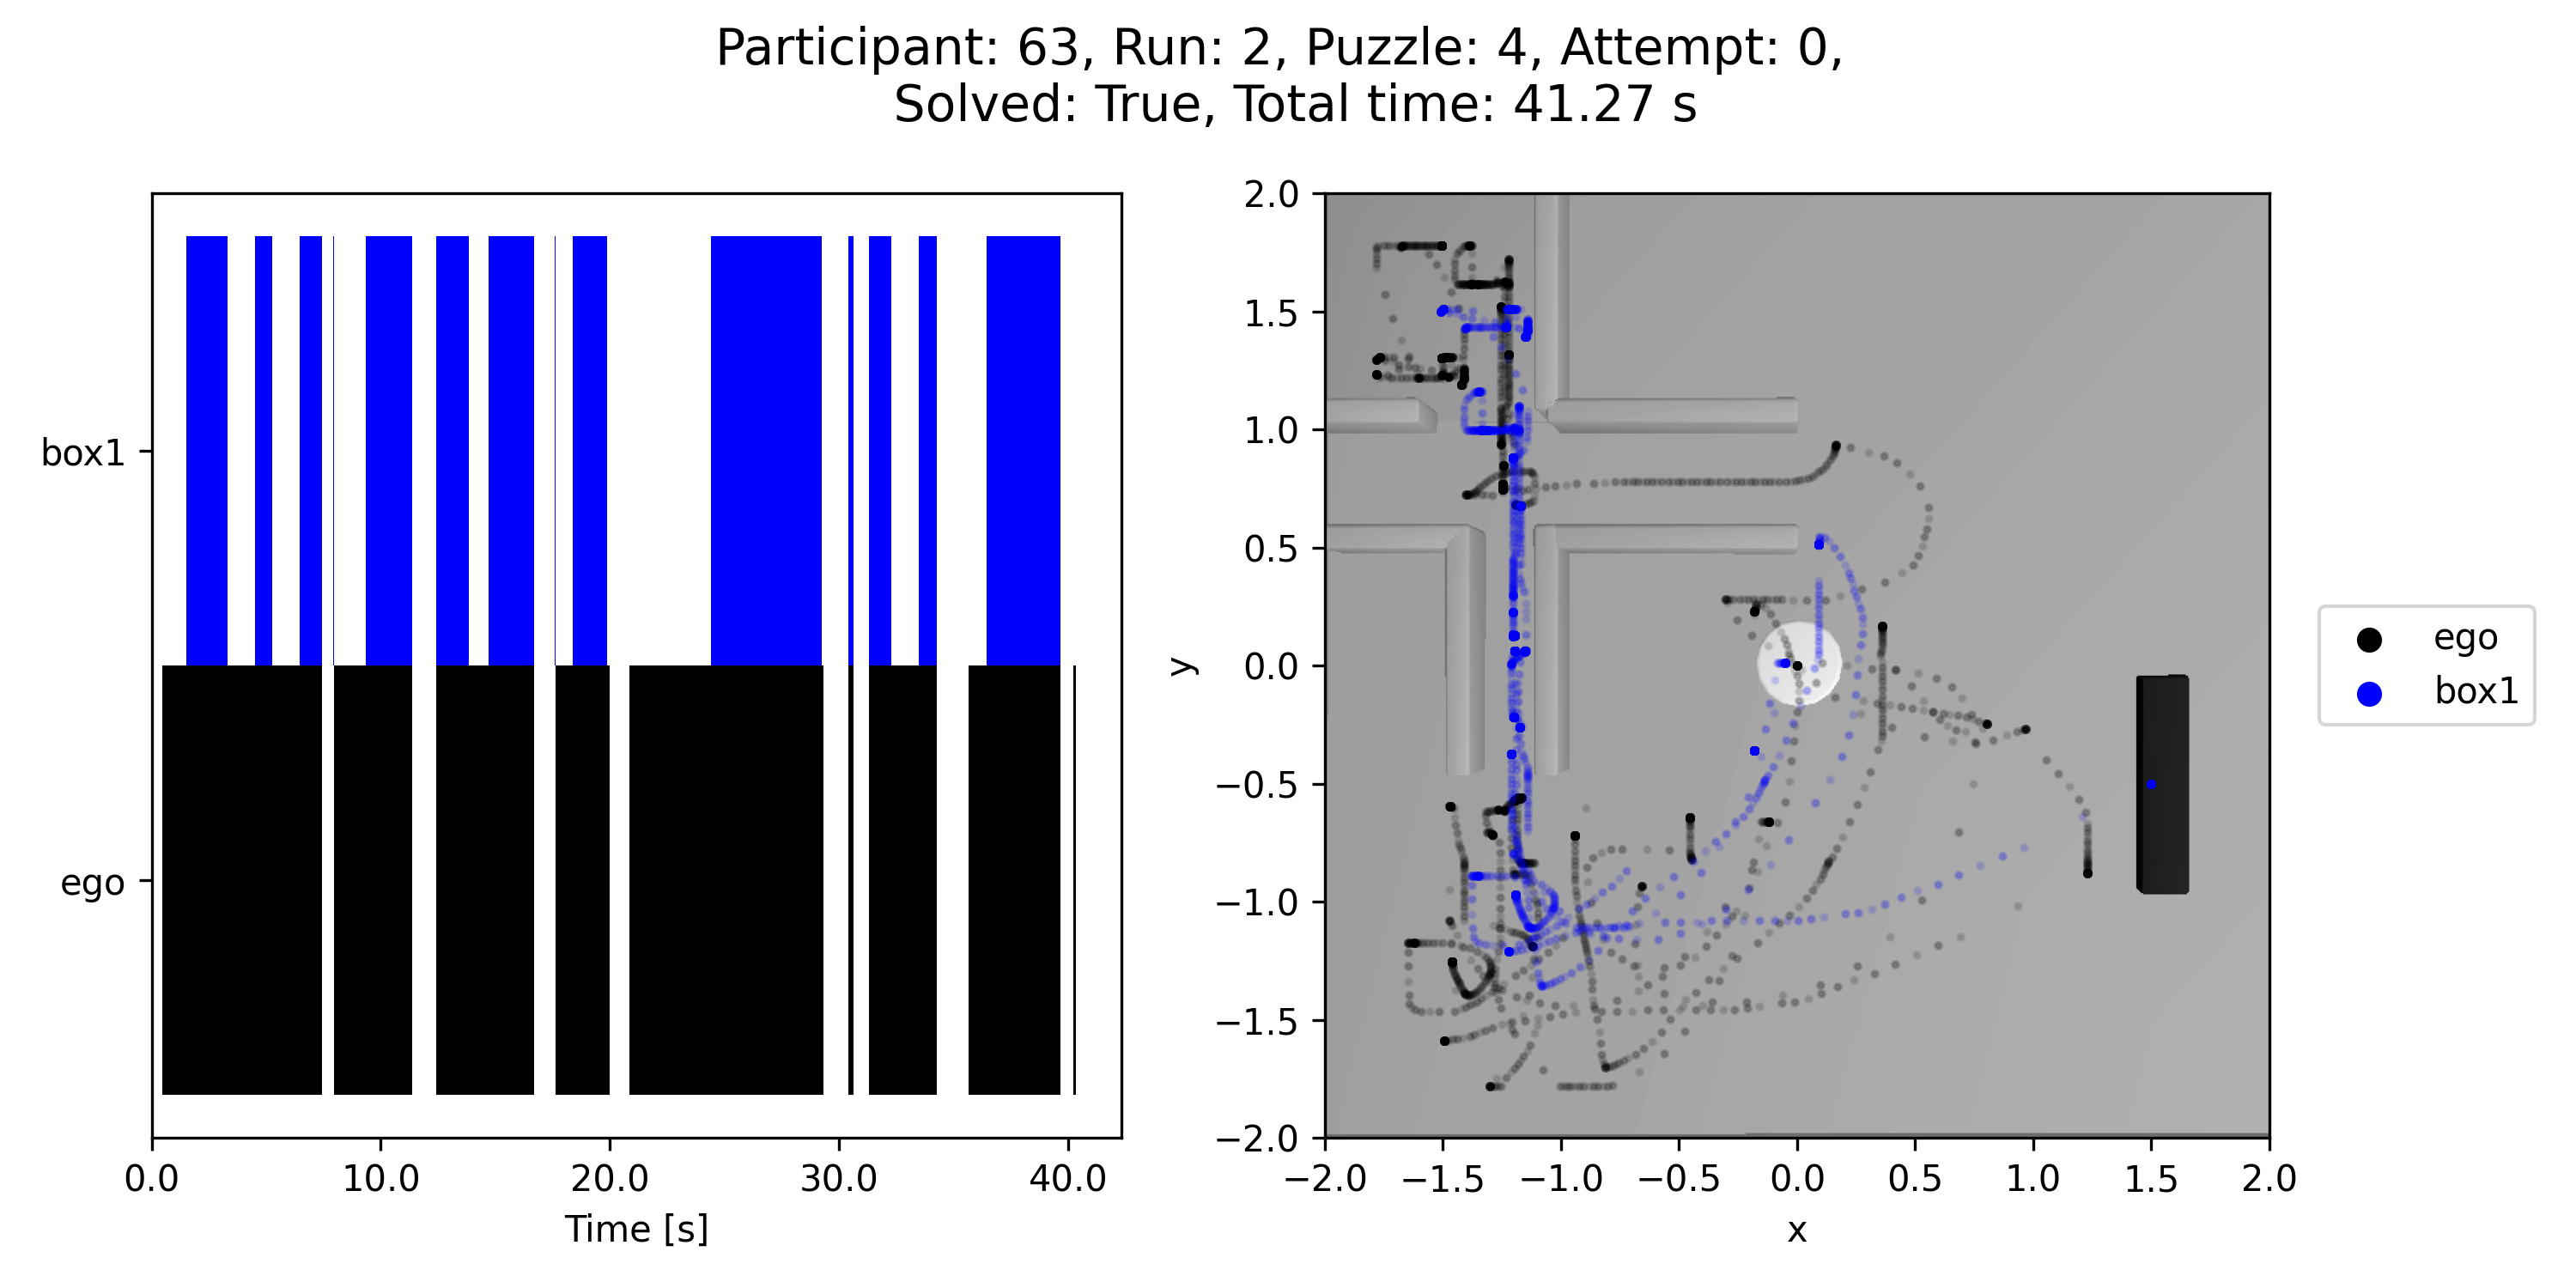 Participant: 63, Run: 2, Puzzle: 4, Attempt: 0,
Solved: True, Total time: 41.27 s
box1
ego
0.0 10.0 20.0 30.0 40.0
Time [s]
2.0
1.5
1.0
0.5
0.0
−0.5
−1.0
−1.5
−2.0
y
−2.0 −1.5 −1.0 −0.5 0.0 0.5 1.0 1.5 2.0
x
ego
box1